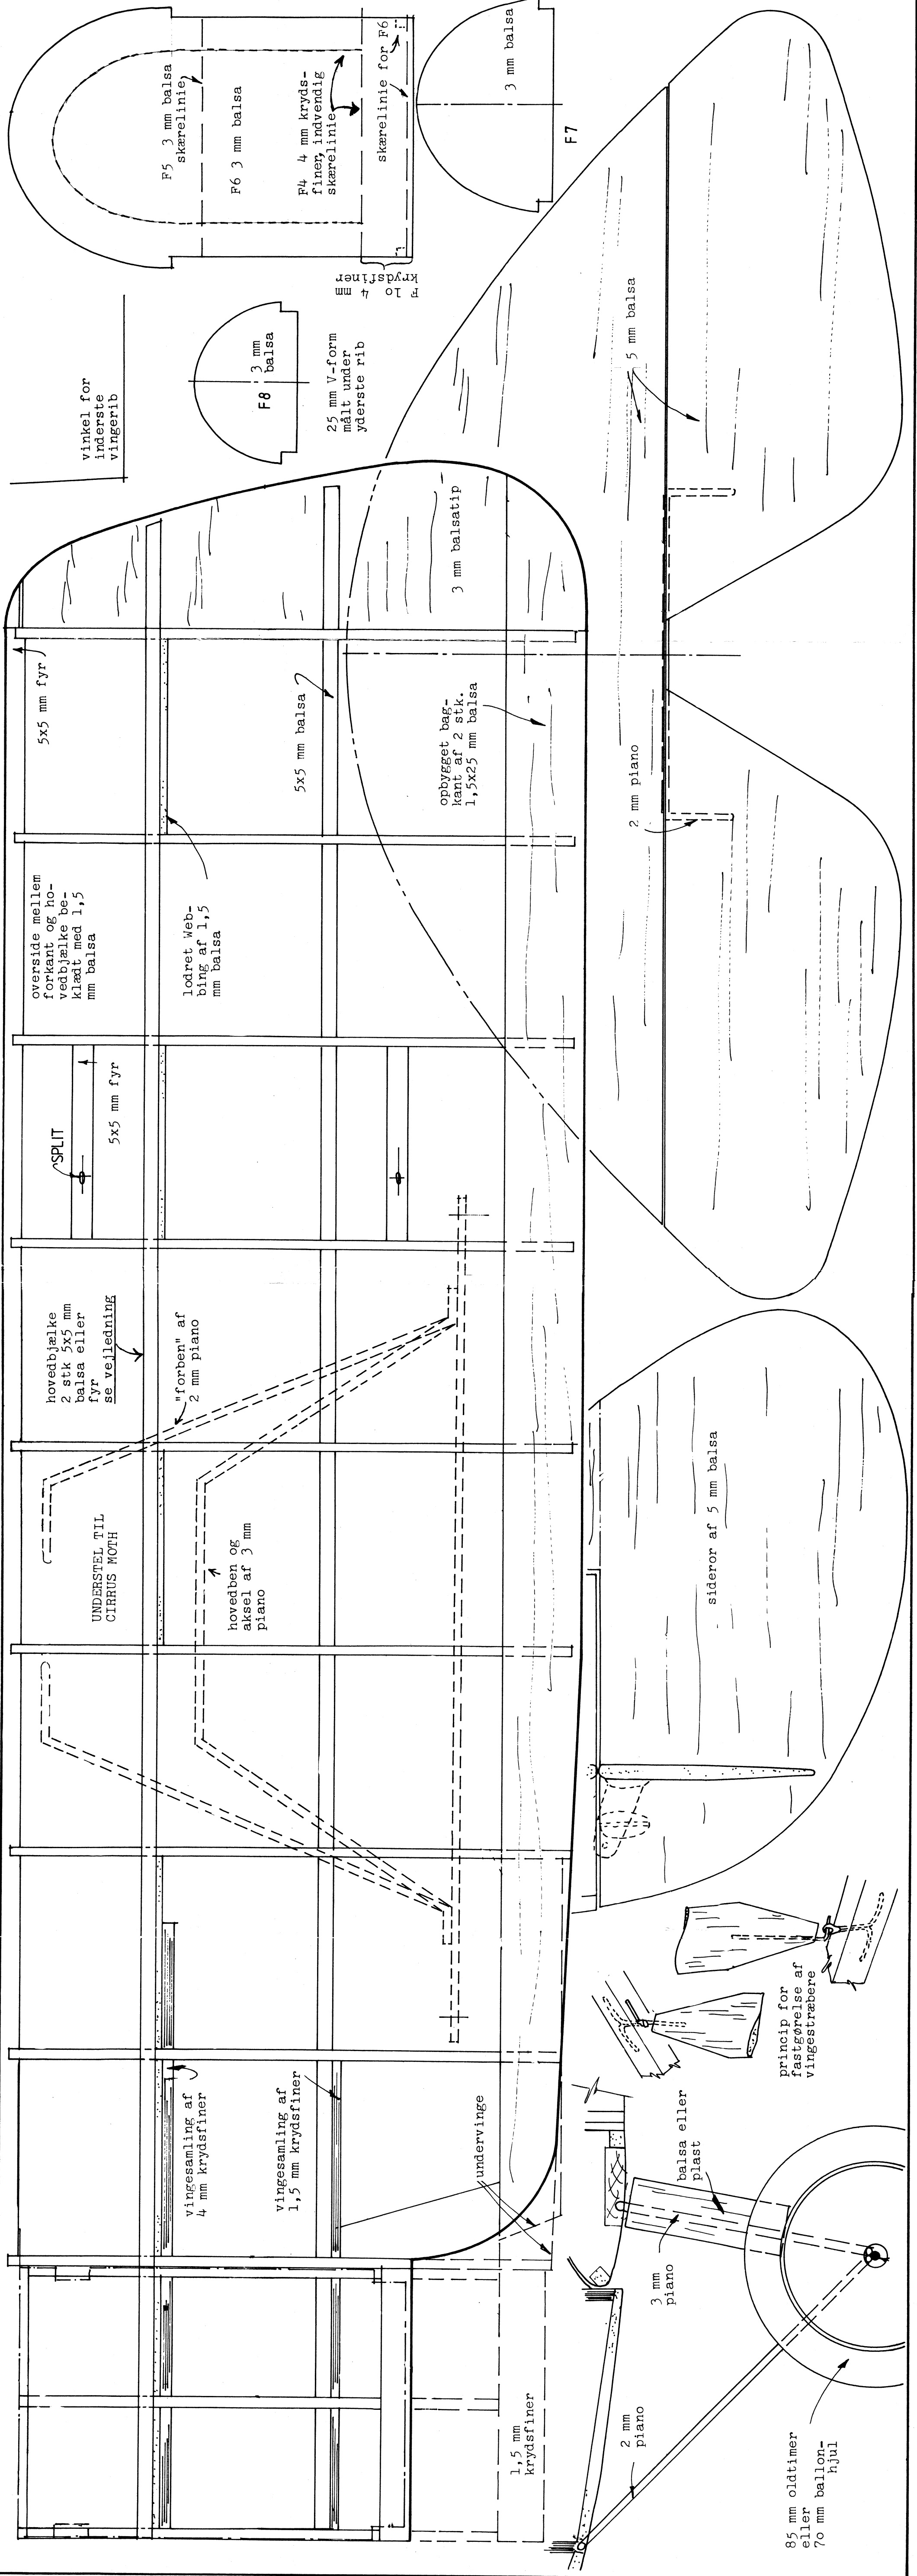 F5 3 mm balsa
skærelinie
F6 3 mm balsa
F4 4 mm kryds-
finer, indvendig
skærelinie
skærelinie for F6
3 mm balsa
F7
F 10 4 mm
krydsfiner
vinkel for
inderste
vingerib
3 mm
balsa
F8
25 mm V-form
målt under
yderste rib
5 mm balsa
3 mm balsatip
5x5 mm fyr
5x5 mm balsa
opbygget bag-
kant af 2 stk.
1,5x25 mm balsa
2 mm piano
overside mellem
forkant og ho-
vedbjælke be-
klædt med 1,5
mm balsa
lodret Web-
bing af 1,5
mm balsa
SPLIT
5x5 mm fyr
hovedbjælke
2 stk 5x5 mm
balsa eller
fyr
se vejledning
"forben" af
2 mm piano
UNDERSTEL TIL
CIRRUS MOTH
hovedben og
aksel af 3 mm
piano
sideror af 5 mm balsa
vingesamling af
4 mm krydsfiner
vingesamling af
1,5 mm krydsfiner
undervinge
princip for
fastgørelse af
vingestræbere
balsa eller
plast
3 mm
piano
1,5 mm
krydsfiner
2 mm
piano
85 mm oldtimer
eller
70 mm ballon-
hjul